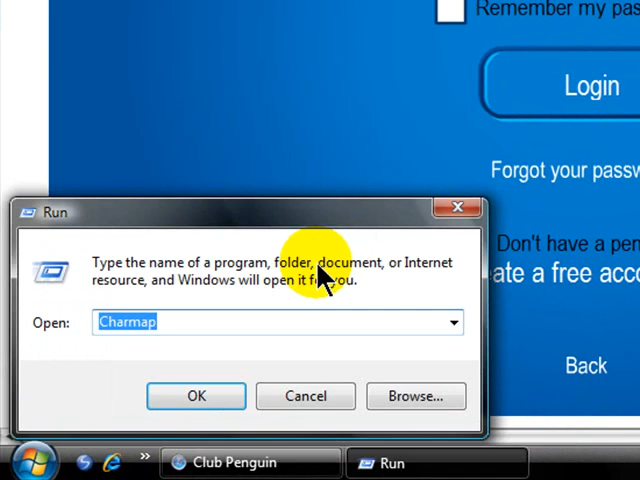 Remember my pas
Login
Forgot your passw
Don't have a pen
eate a free acco
Back
Run
Type the name of a program, folder, document, or Internet
resource, and Windows will open it f you.
Open: Charmap
OK Cancel Browse...
» Club Penguin Run